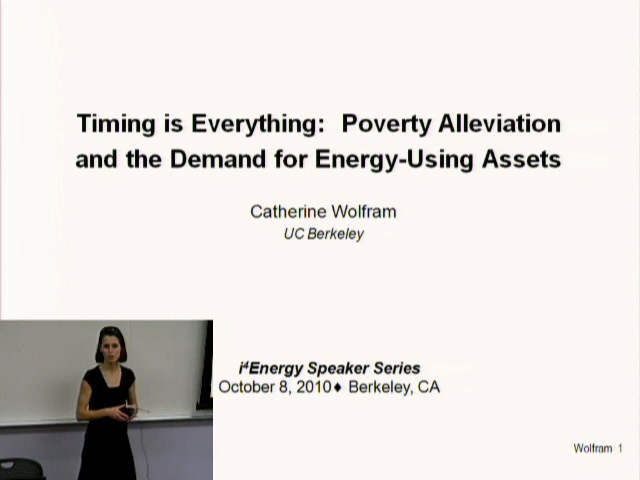 Timing is Everything: Poverty Alleviation
and the Demand for Energy-Using Assets
Catherine Wolfram
UC Berkeley
i⁴Energy Speaker Series
October 8, 2010♦ Berkeley, CA
Wolfram 1